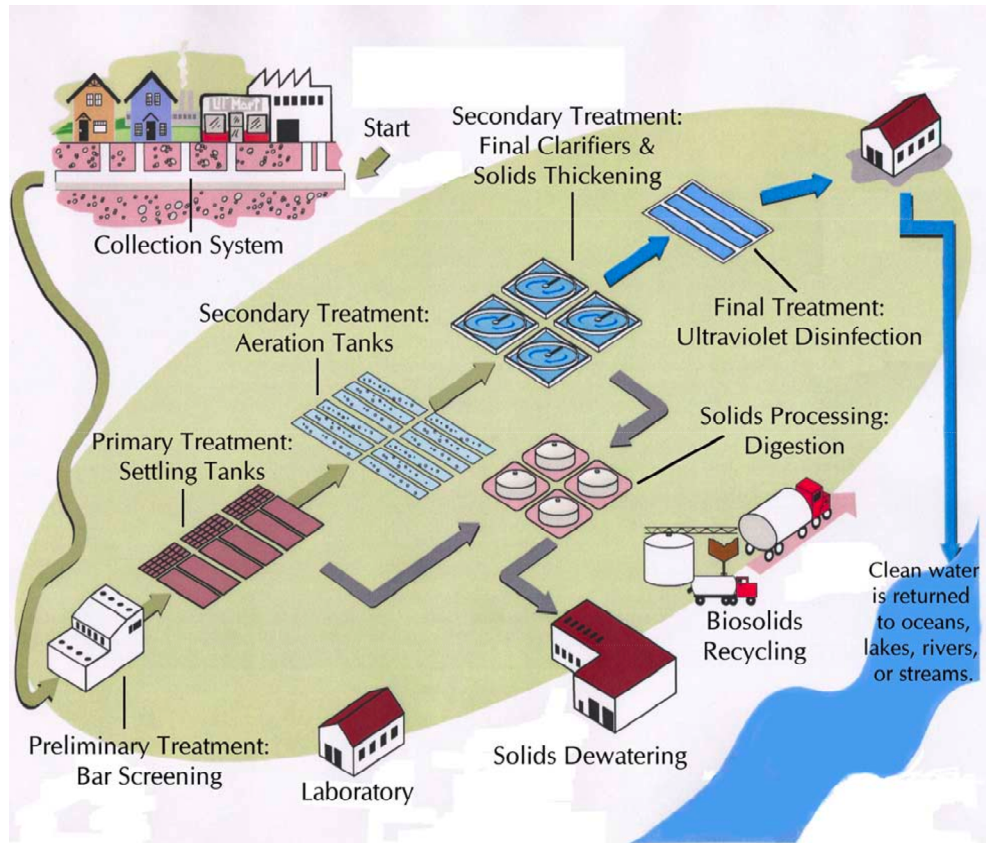 Lil' Mart
Start
Collection System
Secondary Treatment:
Final Clarifiers &
Solids Thickening
Secondary Treatment:
Aeration Tanks
Final Treatment:
Ultraviolet Disinfection
Primary Treatment:
Settling Tanks
Solids Processing:
Digestion
Clean water
is returned
to oceans,
lakes, rivers,
or streams.
Biosolids
Recycling
Preliminary Treatment:
Bar Screening
Solids Dewatering
Laboratory